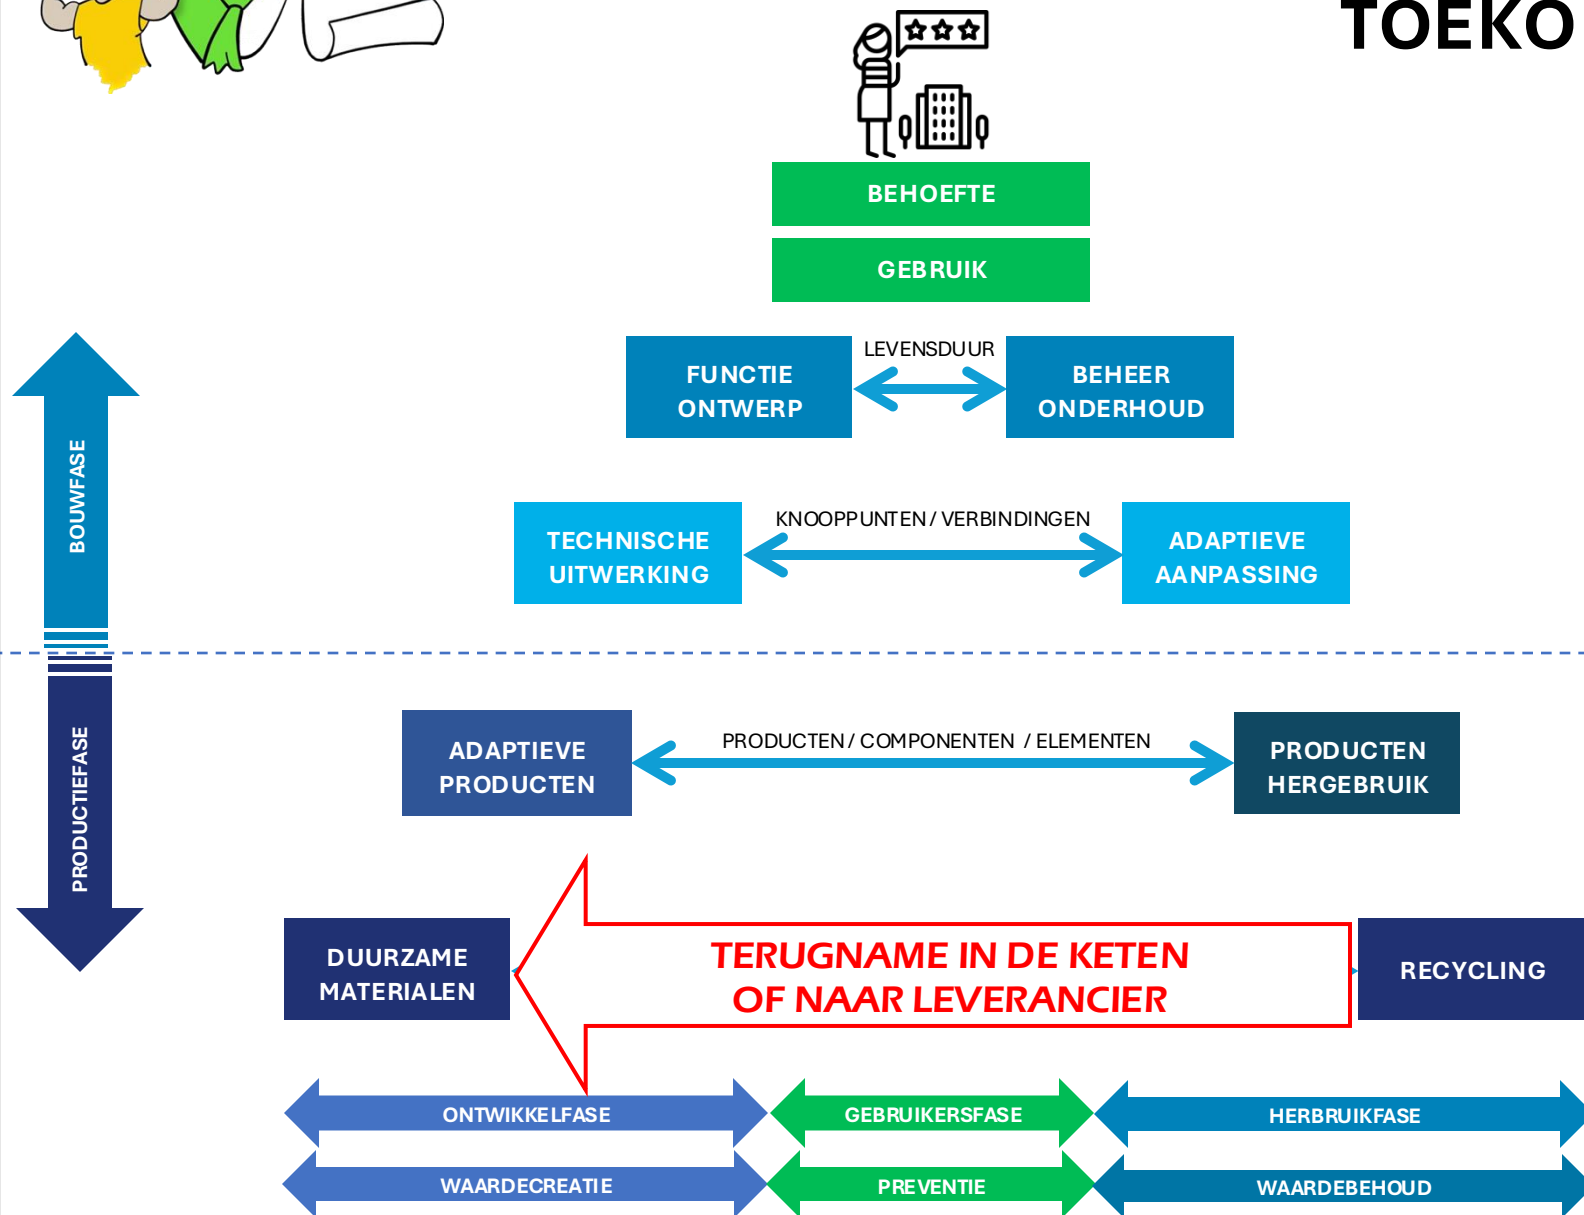 TOEKO
BEHOEFTE
GEBRUIK
LEVENSDUUR
FUNCTIE
ONTWERP
BEHEER
ONDERHOUD
BOUWFASE
KNOOPPUNTEN / VERBINDINGEN
TECHNISCHE
UITWERKING
ADAPTIEVE
AANPASSING
PRODUCTIEFASE
PRODUCTEN / COMPONENTEN / ELEMENTEN
ADAPTIEVE
PRODUCTEN
PRODUCTEN
HERGEBRUIK
DUURZAME
MATERIALEN
TERUGNAME IN DE KETEN
OF NAAR LEVERANCIER
RECYCLING
ONTWIKKELFASE
GEBRUIKERSFASE
HERBRUIKFASE
WAARDECREATIE
PREVENTIE
WAARDEBEHOUD